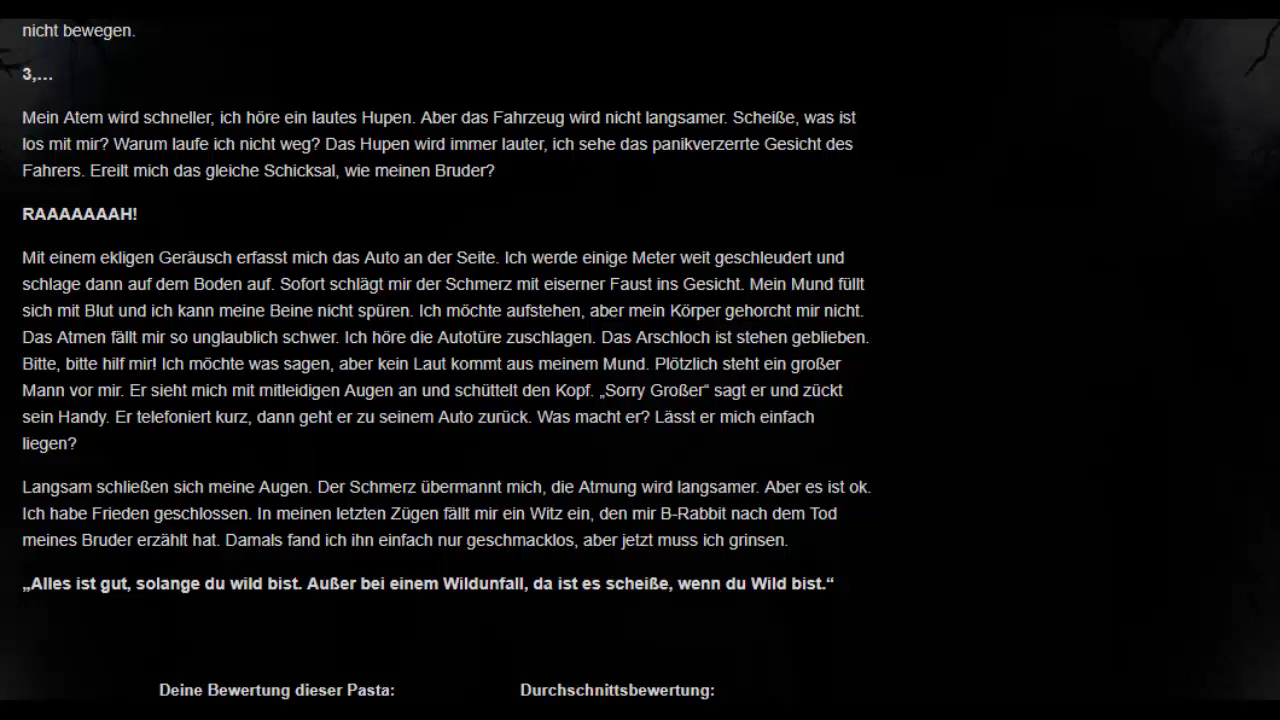 nicht bewegen.
3,...
Mein Atem wird schneller, ich höre ein lautes Hupen. Aber das Fahrzeug wird nicht langsamer. Scheiße, was ist
los mit mir? Warum laufe ich nicht weg? Das Hupen wird immer lauter, ich sehe das panikverzerrte Gesicht des
Fahrers. Ereilt mich das gleiche Schicksal, wie meinen Bruder?
RAAAAAAAH!
Mit einem ekligen Geräusch erfasst mich das Auto an der Seite. Ich werde einige Meter weit geschleudert und
schlage dann auf dem Boden auf. Sofort schlägt mir der Schmerz mit eiserner Faust ins Gesicht. Mein Mund füllt
sich mit Blut und ich kann meine Beine nicht spüren. Ich möchte aufstehen, aber mein Körper gehorcht mir nicht.
Das Atmen fällt mir so unglaublich schwer. Ich höre die Autotüre zuschlagen. Das Arschloch ist stehen geblieben.
Bitte, bitte hilf mir! Ich möchte was sagen, aber kein Laut kommt aus meinem Mund. Plötzlich steht ein großer
Mann vor mir. Er sieht mich mit mitleidigen Augen an und schüttelt den Kopf. „Sorry Großer“ sagt er und zückt
sein Handy. Er telefoniert kurz, dann geht er zu seinem Auto zurück. Was macht er? Lässt er mich einfach
liegen?
Langsam schließen sich meine Augen. Der Schmerz übermannt mich, die Atmung wird langsamer. Aber es ist ok.
Ich habe Frieden geschlossen. In meinen letzten Zügen fällt mir ein Witz ein, den mir B-Rabbit nach dem Tod
meines Bruder erzählt hat. Damals fand ich ihn einfach nur geschmacklos, aber jetzt muss ich grinsen.
„Alles ist gut, solange du wild bist. Außer bei einem Wildunfall, da ist es scheiße, wenn du Wild bist.“
Deine Bewertung dieser Pasta: Durchschnittsbewertung: